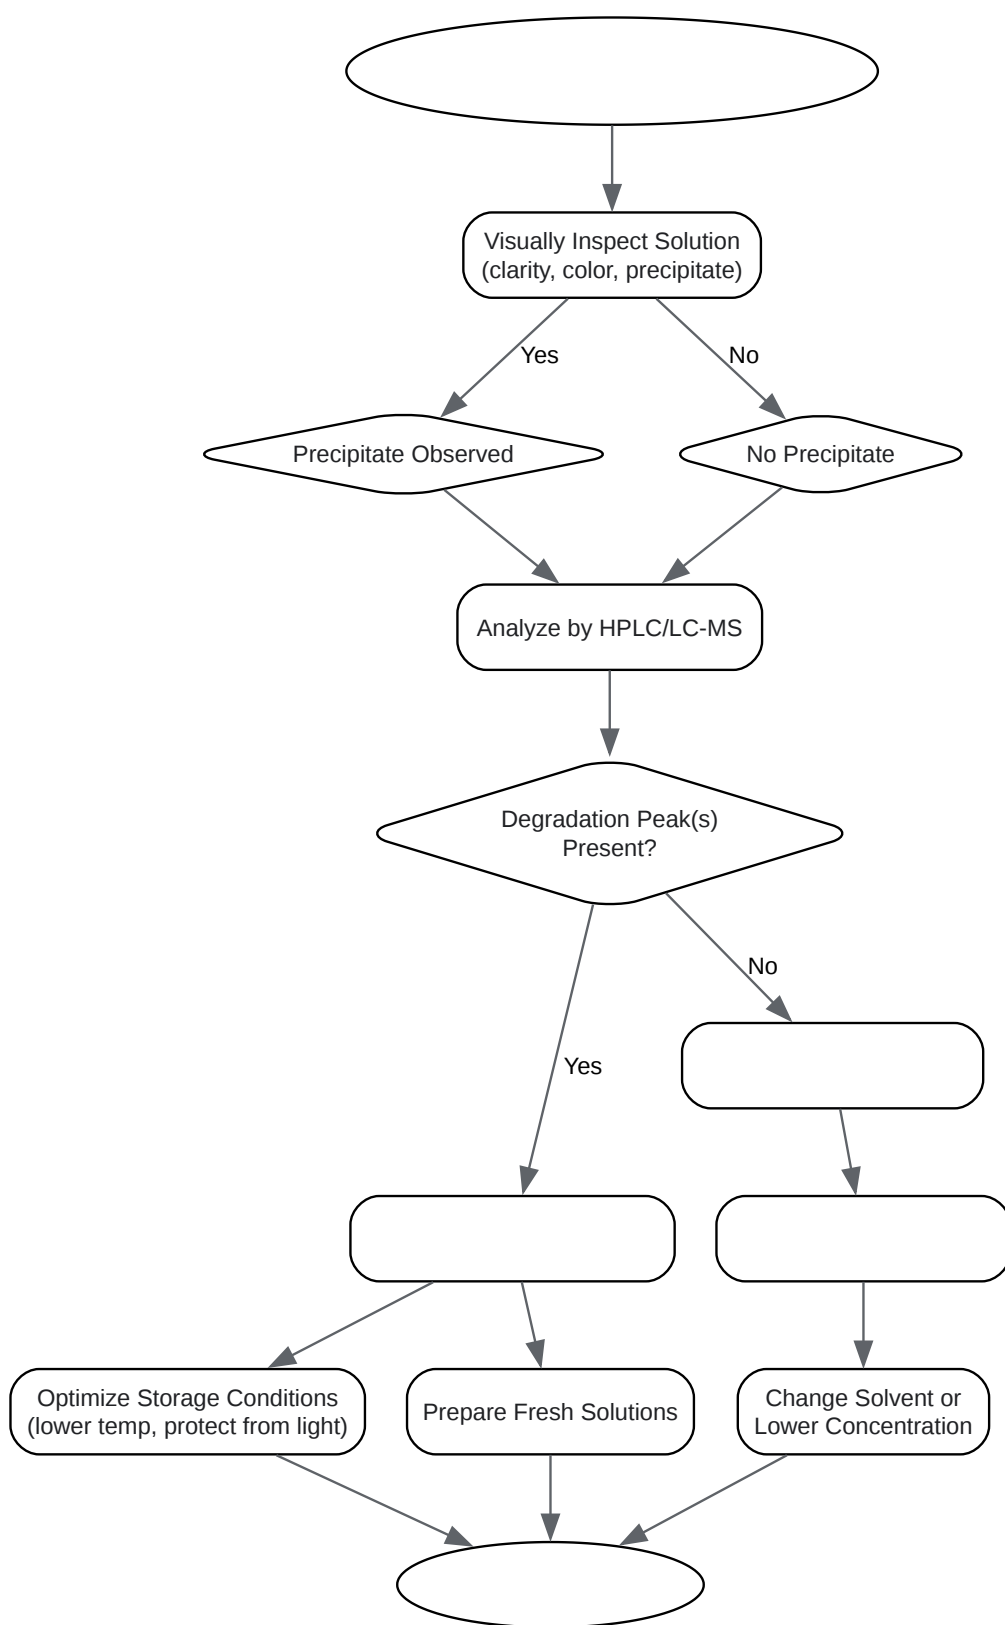 Visually Inspect Solution
(clarity, color, precipitate)
Yes
No
Precipitate Observed
No Precipitate
Analyze by HPLC/LC-MS
Degradation Peak(s)
Present?
No
Yes
Optimize Storage Conditions
(lower temp, protect from light)
Prepare Fresh Solutions
Change Solvent or
Lower Concentration